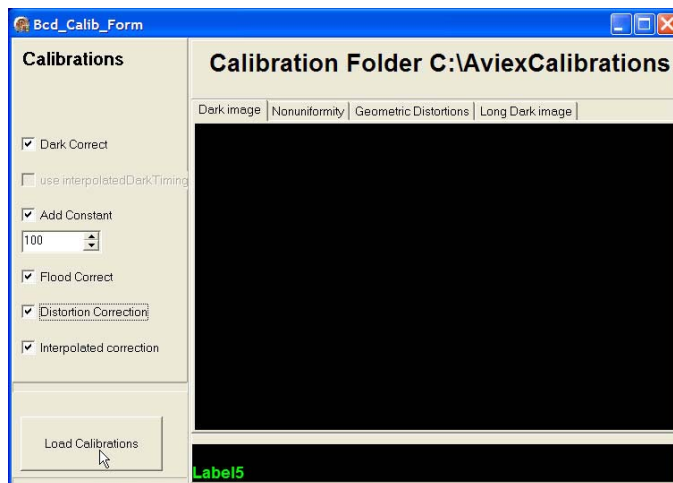 Bcd_Calib_Form
Calibrations
Calibration Folder C:\AviexCalibrations
Dark image Nonuniformity Geometric Distortions Long Dark image
Dark Correct
use interpolatedDarkTiming
Add Constant
100
Flood Correct
Distortion Correction
Interpolated correction
Load Calibrations
Label5